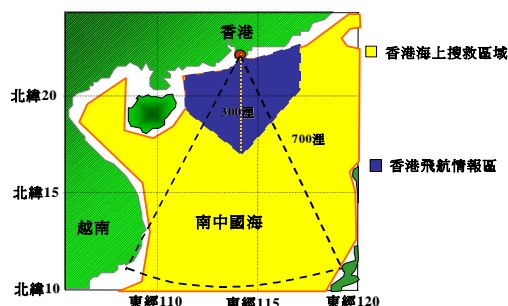 香港
香港海上搜救區域
北緯20
300浬
700浬
香港飛航情報區
北緯15
越南
南中國海
北緯10
東經110
東經115
東經120